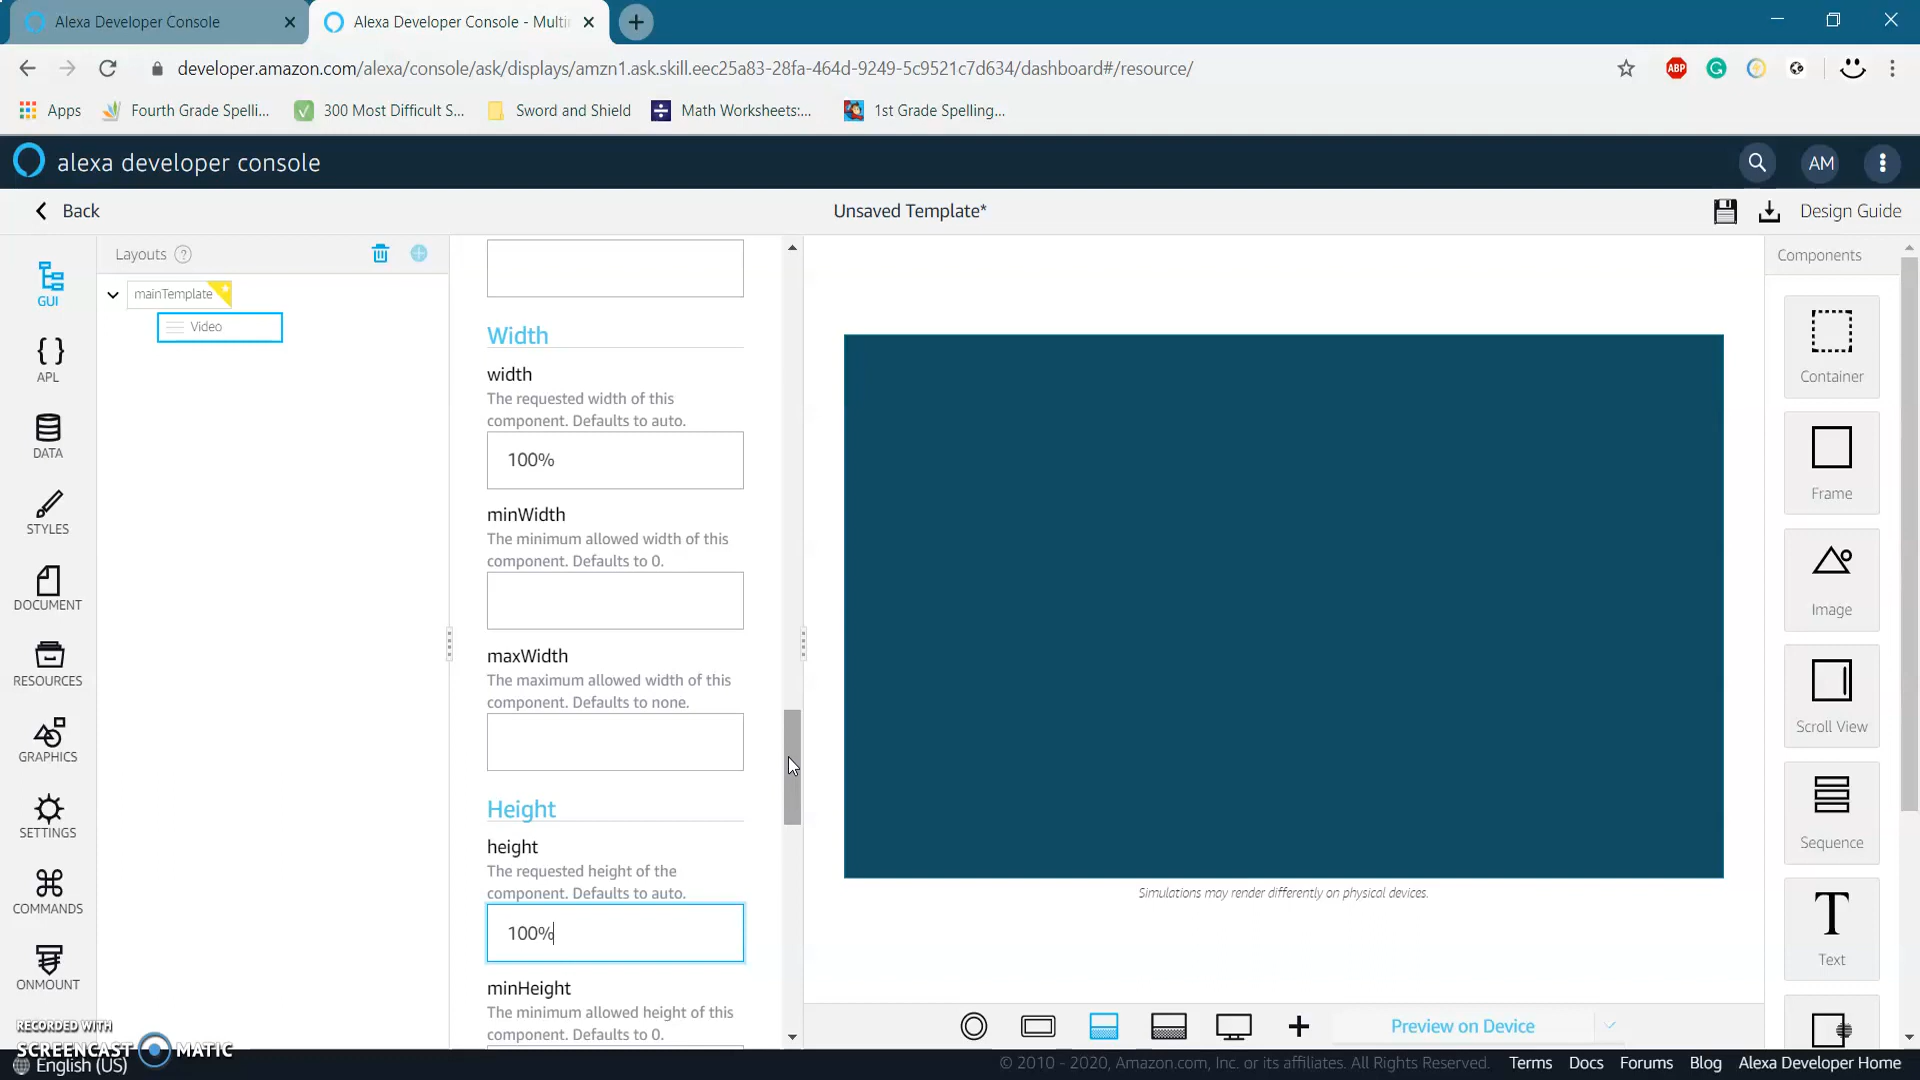 Alexa Developer Console
Alexa Developer Console - Multi
developer.amazon.com/alexa/console/ask/displays/amzn1.ask.skill.eec25a83-28fa-464d-9249-5c9521c7d634/dashboard#/resource/
ABP
Apps
Fourth Grade Spelli...
300 Most Difficult S...
Sword and Shield
Math Worksheets:...
1st Grade Spelling...
alexa developer console
AM
Back
Unsaved Template*
Design Guide
Layouts ?
mainTemplate
Video
GUI
{ }
APL
DATA
STYLES
DOCUMENT
RESOURCES
GRAPHICS
SETTINGS
COMMANDS
ONMOUNT
Width
width
The requested width of this
component. Defaults to auto.
100%
minWidth
The minimum allowed width of this
component. Defaults to 0.
maxWidth
The maximum allowed width of this
component. Defaults to none.
Height
height
The requested height of the
component. Defaults to auto.
100%
minHeight
The minimum allowed height of this
component. Defaults to 0.
Simulations may render differently on physical devices.
Preview on Device
Components
Container
Frame
Image
Scroll View
Sequence
T
Text
RECORDED WITH
SCREENCAST MATIC
English (US)
© 2010 - 2020, Amazon.com, Inc. or its affiliates. All Rights Reserved.
Terms
Docs
Forums
Blog
Alexa Developer Home